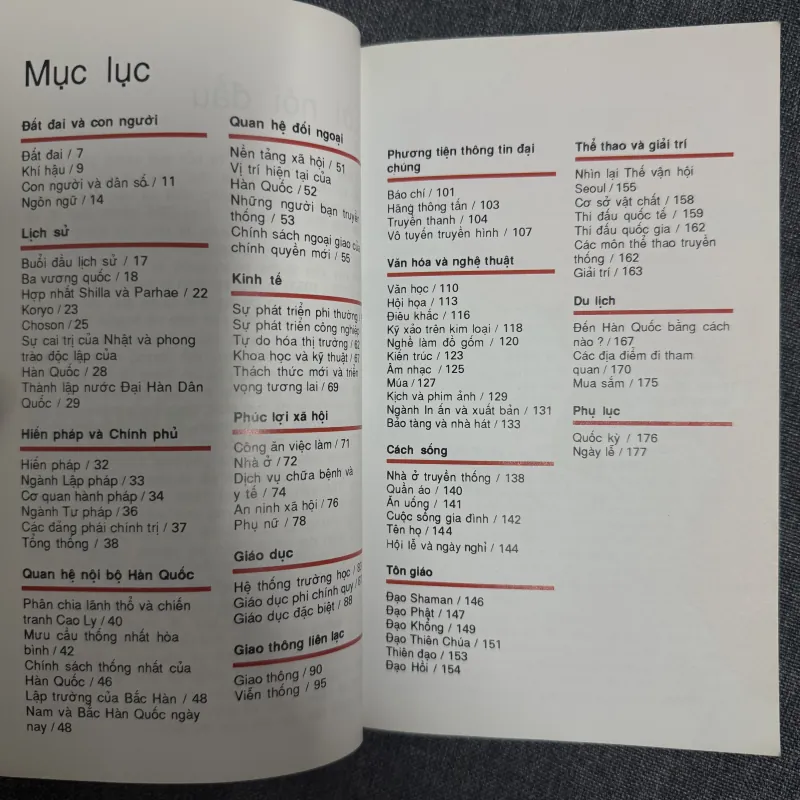 Mục lục
Đất đai và con người
Đất đai / 7
Khí hậu / 9
Con người và dân số. / 11
Ngôn ngữ / 14
Lịch sử
Buổi đầu lịch sử / 17
Ba vương quốc / 18
Hợp nhất Shilla và Parhae / 22
Koryo / 23
Choson / 25
Sự cai trị của Nhật và phong
trào độc lập của
Hàn Quốc / 28
Thành lập nước Đại Hàn Dân
Quốc / 29
Hiến pháp và Chính phủ
Hiến pháp / 32
Ngành Lập pháp / 33
Cơ quan hành pháp / 34
Ngành Tư pháp / 36
Các đảng phái chính trị / 37
Tổng thống / 38
Quan hệ nội bộ Hàn Quốc
Phân chia lãnh thổ và chiến
tranh Cao Ly / 40
Mưu cầu thống nhất hòa
bình / 42
Chính sách thống nhất của
Hàn Quốc / 46
Lập trường của Bắc Hàn / 48
Nam và Bắc Hàn Quốc ngày
nay / 48
Quan hệ đối ngoại
Nền tảng xã hội / 51
Vị trí hiện tại của
Hàn Quốc / 52
Những người bạn truyền
thống / 53
Chính sách ngoại giao của
chính quyền mới / 55
Kinh tế
Sự phát triển phi thường /
Sự phát triển công nghiệp
Tự do hóa thị trường / 62
Khoa học và kỹ thuật / 67
Thách thức mới và triển
vọng tương lai / 69
Phúc lợi xã hội
Công ăn việc làm / 71
Nhà ở / 72
Dịch vụ chữa bệnh và
y tế / 74
An ninh xã hội / 76
Phụ nữ / 78
Giáo dục
Hệ thống trường học /
Giáo dục phi chính quy /
Giáo dục đặc biệt / 88
Giao thông liên lạc
Giao thông / 90
Viễn thống / 95
Phương tiện thông tin đại
chúng
Báo chí / 101
Hãng thông tấn / 103
Truyền thanh / 104
Vô tuyến truyền hình / 107
Văn hóa và nghệ thuật
Văn học / 110
Hội họa / 113
Điêu khắc / 116
Kỹ xảo trên kim loại / 118
Nghề làm đồ gốm / 120
Kiến trúc / 123
Âm nhạc / 125
Múa / 127
Kịch và phim ảnh / 129
Ngành In ấn và xuất bản / 131
Bảo tàng và nhà hát / 133
Cách sống
Nhà ở truyền thống / 138
Quần áo / 140
Ăn uống / 141
Cuộc sống gia đình / 142
Tên họ / 144
Hội lễ và ngày nghỉ / 144
Tôn giáo
Đạo Shaman / 146
Đạo Phật / 147
Đạo Khổng / 149
Đạo Thiên Chúa / 151
Thiên đạo / 153
Đạo Hồi / 154
Thể thao và giải trí
Nhìn lại Thế vận hội
Seoul / 155
Cơ sở vật chất / 158
Thi đấu quốc tế / 159
Thi đấu quốc gia / 162
Các môn thể thao truyền
thống / 162
Giải trí / 163
Du lịch
Đến Hàn Quốc bằng cách
nào ? / 167
Các địa điểm đi tham
quan / 170
Mua sắm / 175
Phụ lục
Quốc kỳ / 176
Ngày lễ / 177